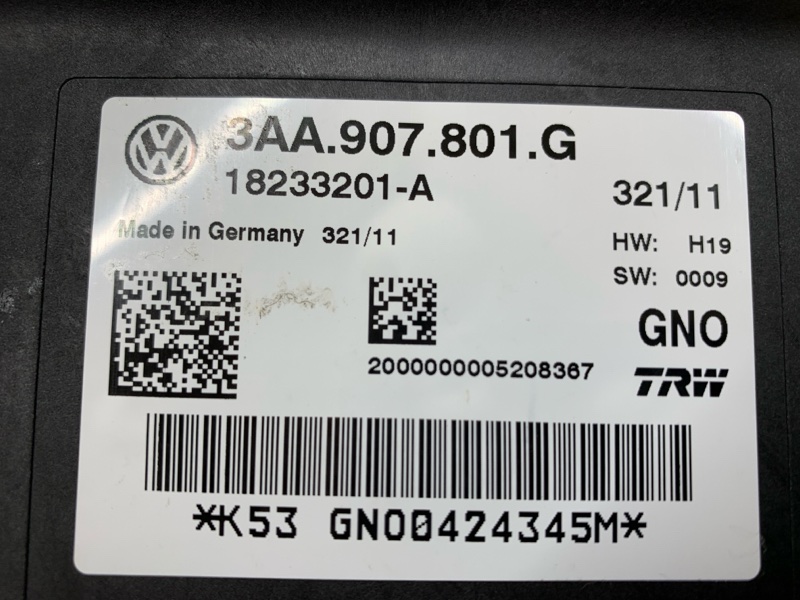 3AA.907.801.G
18233201-A
321/11
Made in Germany 321/11
HW: H19
SW: 0009
GNO
2000000005208367
TRW
*K53 GNO0424345M*